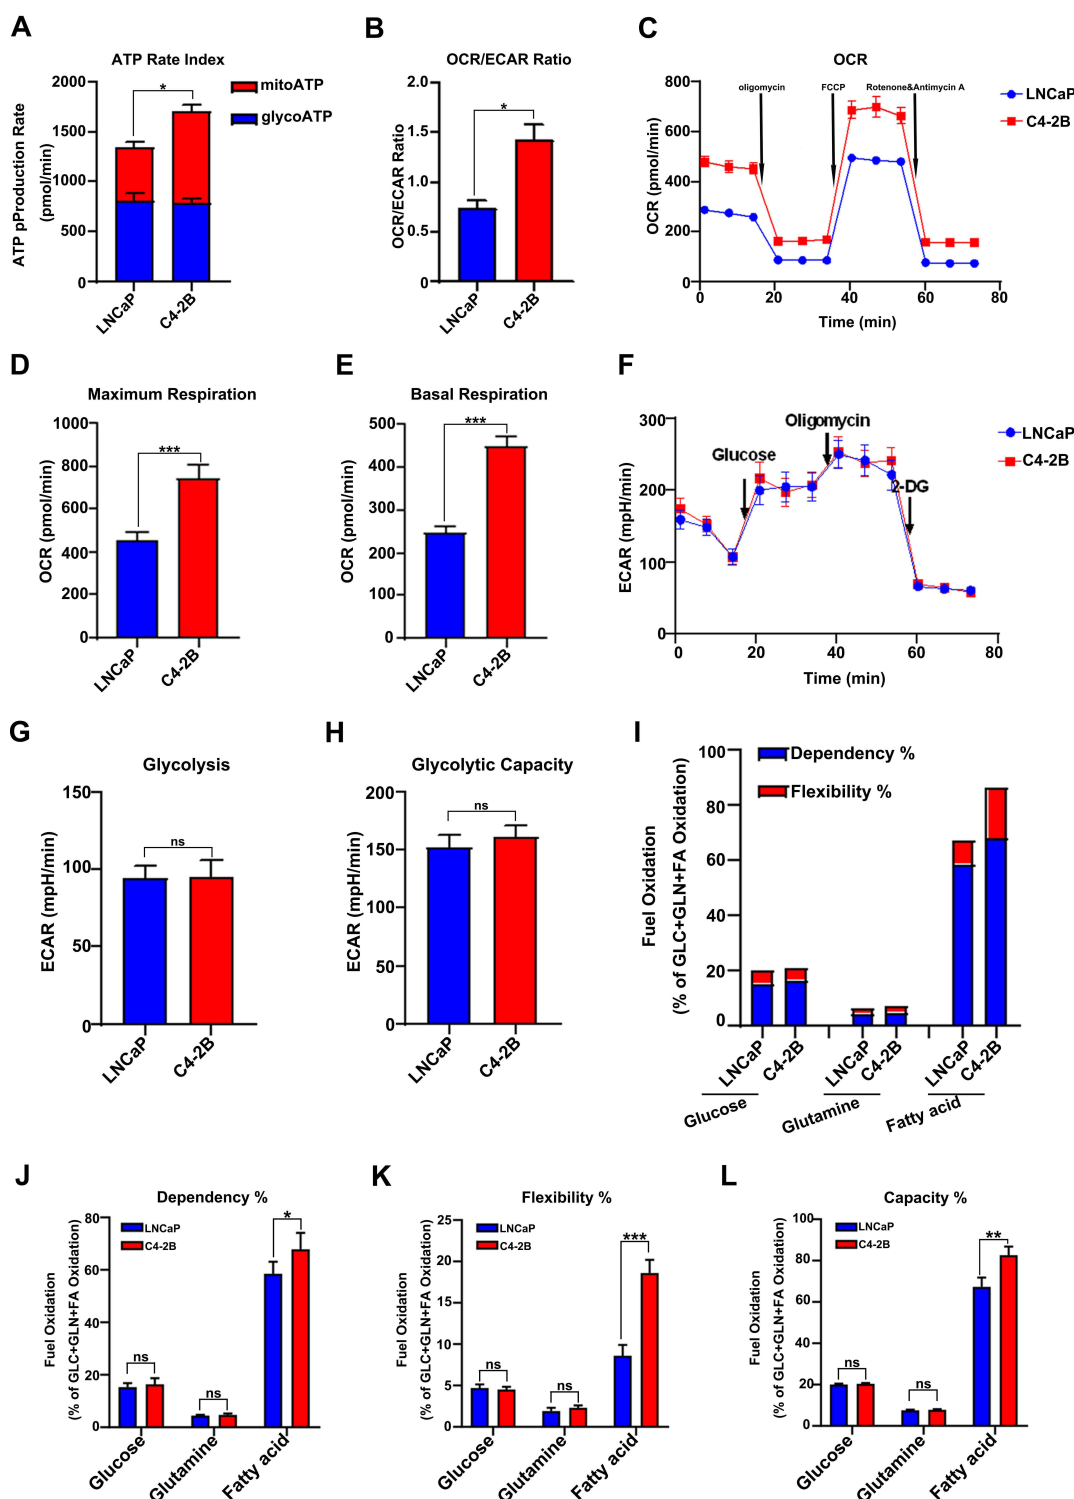 A
ATP Rate Index
ATP pProduction Rate
(pmol/min)
2000
1500
1000
500
0
*
mitoATP
glycoATP
LNCaP
C4-2B
B
OCR/ECAR Ratio
OCR/ECAR Ratio
2.0
1.5
1.0
0.5
0
*
LNCaP
C4-2B
C
OCR
OCR (pmol/min)
800
600
400
200
0
oligomycin
FCCP
Rotenone&Antimycin A
LNCaP
C4-2B
0
20
40
60
80
Time (min)
D
Maximum Respiration
OCR (pmol/min)
1000
800
600
400
200
0
***
LNCaP
C4-2B
E
Basal Respiration
OCR (pmol/min)
500
400
300
200
100
0
***
LNCaP
C4-2B
F
ECAR (mpH/min)
300
200
100
0
Glucose
Oligomycin
2-DG
LNCaP
C4-2B
0
20
40
60
80
Time (min)
G
Glycolysis
ECAR (mpH/min)
150
100
50
0
ns
LNCaP
C4-2B
H
Glycolytic Capacity
ECAR (mpH/min)
200
150
100
50
0
ns
LNCaP
C4-2B
I
Fuel Oxidation
(% of GLC+GLN+FA Oxidation)
100
80
60
40
20
0
Dependency %
Flexibility %
LNCaP
C4-2B
LNCaP
C4-2B
LNCaP
C4-2B
Glucose
Glutamine
Fatty acid
J
Dependency %
Fuel Oxidation
(% of GLC+GLN+FA Oxidation)
80
60
40
20
0
LNCaP
C4-2B
ns
ns
*
Glucose
Glutamine
Fatty acid
K
Flexibility %
Fuel Oxidation
(% of GLC+GLN+FA Oxidation)
25
20
15
10
5
0
LNCaP
C4-2B
ns
ns
***
Glucose
Glutamine
Fatty acid
L
Capacity %
Fuel Oxidation
(% of GLC+GLN+FA Oxidation)
100
80
60
40
20
0
LNCaP
C4-2B
ns
ns
**
Glucose
Glutamine
Fatty acid